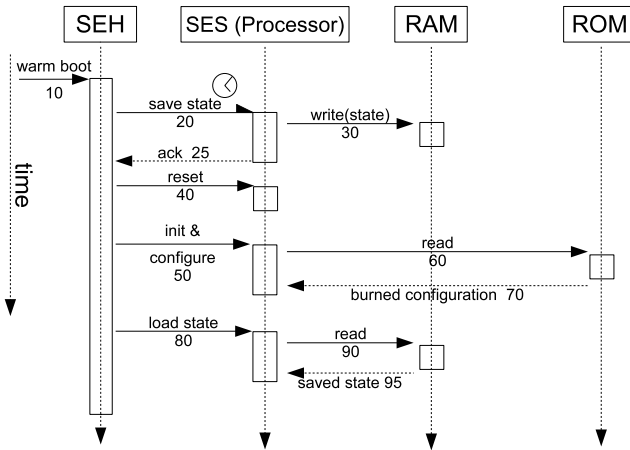 SEH
SES (Processor)
RAM
ROM
warm boot
10
save state
20
write(state)
30
ack 25
reset
40
time
init &
configure
50
read
60
burned configuration 70
load state
80
read
90
saved state 95